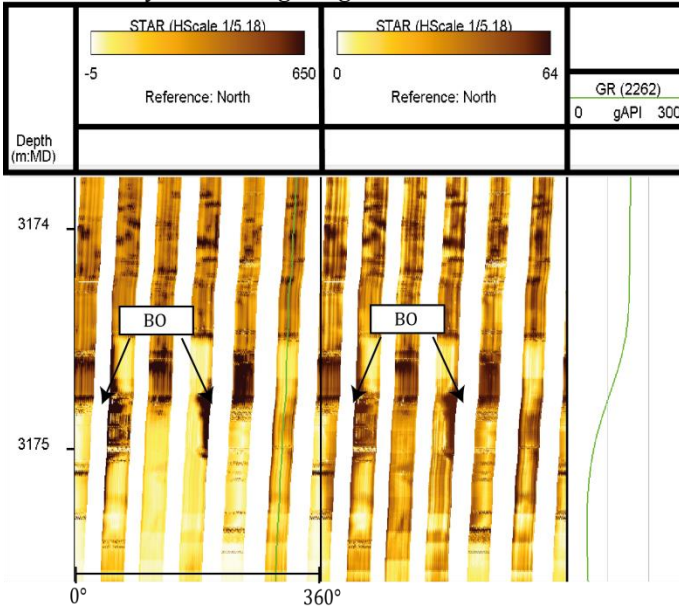 STAR (HScale 1/5.18)
-5 650
Reference: North
STAR (HScale 1/5.18)
0 64
Reference: North
GR (2262)
0 gAPI 300
Depth
(m:MD)
3174
BO
BO
3175
0° 360°